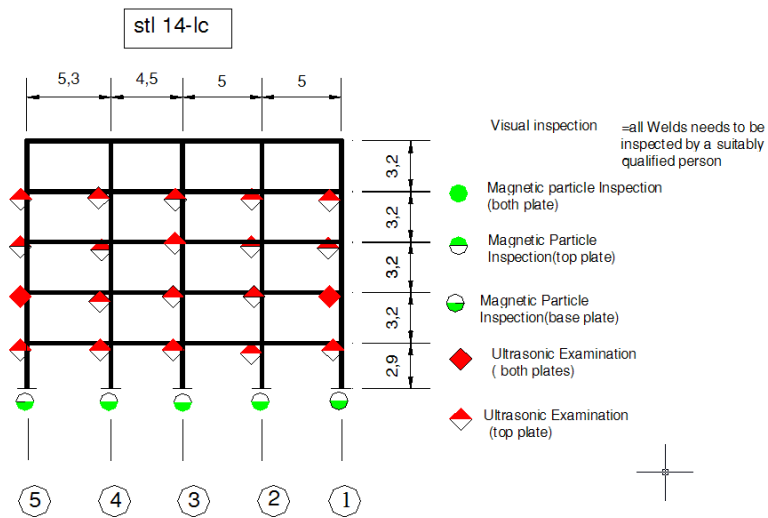 stl 14-lc
5,3
4,5
5
5
3,2
3,2
3,2
3,2
2,9
5
4
3
2
1
Visual inspection
=all Welds needs to be
inspected by a suitably
qualified person
Magnetic particle Inspection
(both plate)
Magnetic Particle
Inspection(top plate)
Magnetic Particle
Inspection(base plate)
Ultrasonic Examination
( both plates)
Ultrasonic Examination
(top plate)